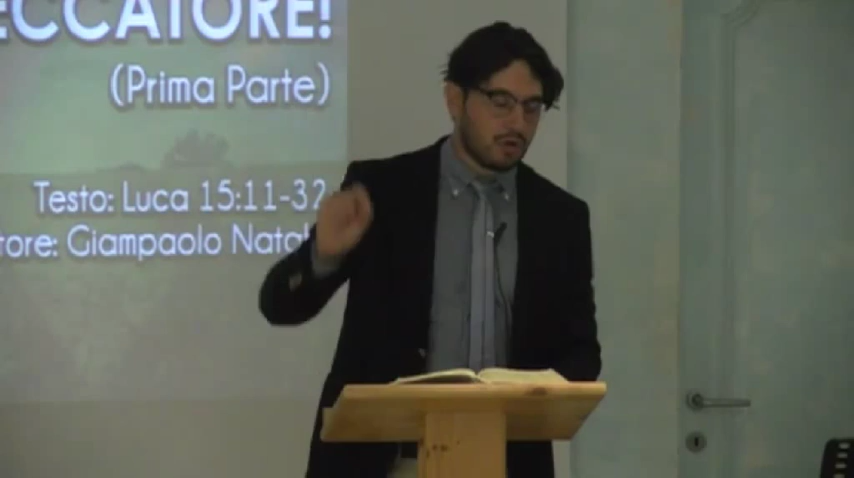 ECCATORE!
(Prima Parte)
Testo: Luca 15:11-32
tore: Giampaolo Natal